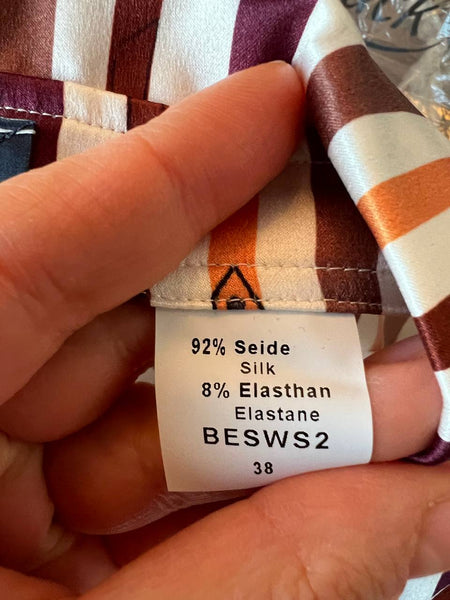 92% Seide
Silk
8% Elasthan
Elastane
BESWS2
38